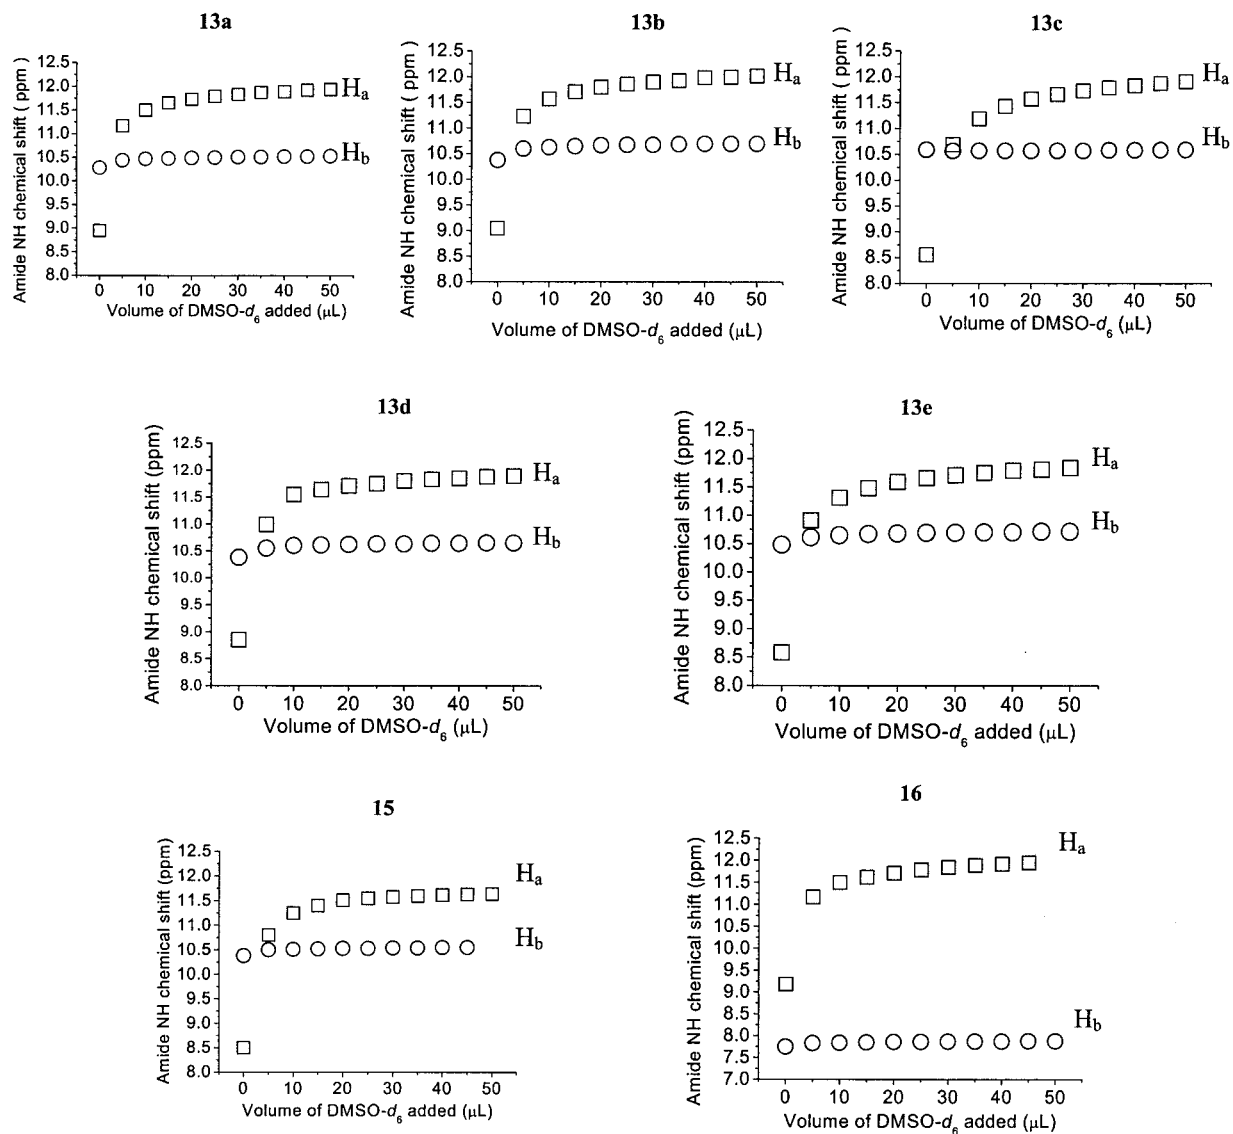 13a
Amide NH chemical shift ( ppm )
12.5
12.0
11.5
11.0
10.5
10.0
9.5
9.0
8.5
8.0
Hₐ
H_b
0 10 20 30 40 50
Volume of DMSO-d₆ added (μL)
13b
Amide NH chemical shift ( ppm )
12.5
12.0
11.5
11.0
10.5
10.0
9.5
9.0
8.5
8.0
Hₐ
H_b
0 10 20 30 40 50
Volume of DMSO-d₆ added (μL)
13c
Amide NH chemical shift ( ppm )
12.5
12.0
11.5
11.0
10.5
10.0
9.5
9.0
8.5
8.0
Hₐ
H_b
0 10 20 30 40 50
Volume of DMSO-d₆ (μL)
13d
Amide NH chemical shift (ppm)
12.5
12.0
11.5
11.0
10.5
10.0
9.5
9.0
8.5
8.0
Hₐ
H_b
0 10 20 30 40 50
Volume of DMSO-d₆ (μL)
13e
Amide NH chemical shift (ppm)
12.5
12.0
11.5
11.0
10.5
10.0
9.5
9.0
8.5
8.0
Hₐ
H_b
0 10 20 30 40 50
Volume of DMSO-d₆ added (μL)
15
Amide NH chemical shift (ppm)
12.5
12.0
11.5
11.0
10.5
10.0
9.5
9.0
8.5
8.0
Hₐ
H_b
0 10 20 30 40 50
Volume of DMSO-d₆ added (μL)
16
Amide NH chemical shift (ppm)
12.5
12.0
11.5
11.0
10.5
10.0
9.5
9.0
8.5
8.0
7.5
7.0
Hₐ
H_b
0 10 20 30 40 50
Volume of DMSO-d₆ added (μL)